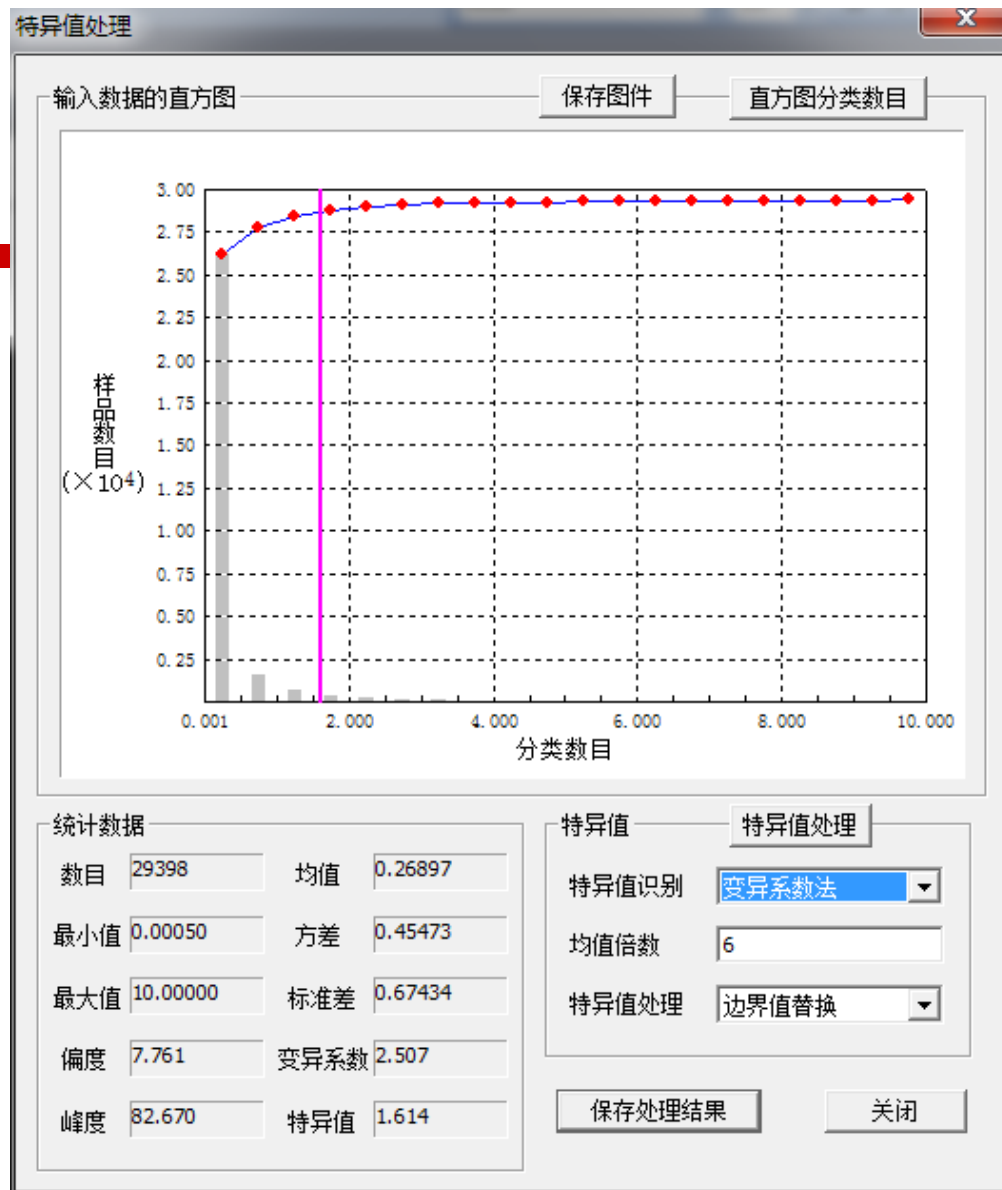 特异值处理
输入数据的直方图
保存图件
直方图分类数目
3.00
2.75
2.50
2.25
2.00
1.75
1.50
1.25
1.00
0.75
0.50
0.25
样品数目
(×10⁴)
0.001 2.000 4.000 6.000 8.000 10.000
分类数目
统计数据
数目 29398 均值 0.26897
最小值 0.00050 方差 0.45473
最大值 10.00000 标准差 0.67434
偏度 7.761 变异系数 2.507
峰度 82.670 特异值 1.614
特异值 特异值处理
特异值识别 变异系数法
均值倍数 6
特异值处理 边界值替换
保存处理结果 关闭